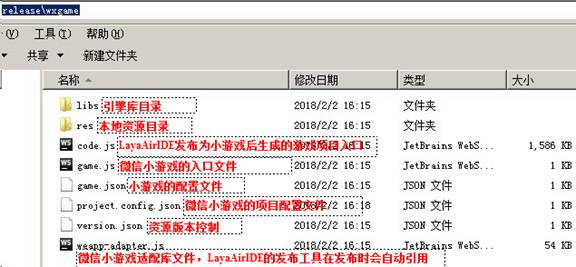 release\wxgame
(V) 工具(T) 帮助(H)
共享 新建文件夹
名称 修改日期 类型 大小
libs 引擎库目录 2018/2/2 16:15 文件夹
res 本地资源目录 2018/2/2 16:15 文件夹
code.js LayaAirIDE发布为小游戏后生成的游戏项目入口 16:15 JetBrains WebS... 1,586 KB
game.js 微信小游戏的入口文件 2018/2/2 16:15 JetBrains WebS... 1 KB
game.json 小游戏的配置文件 2018/2/2 16:15 JSON 文件 1 KB
project.config.json 微信小游戏的项目配置文件 16:18 JSON 文件 1 KB
version.json 资源版本控制 2018/2/2 16:15 JSON 文件 1 KB
weapp-adapter.js 2018/2/2 16:15 JetBrains WebS... 54 KB
微信小游戏适配库文件，LayaAirIDE的发布工具在发布时会自动引用